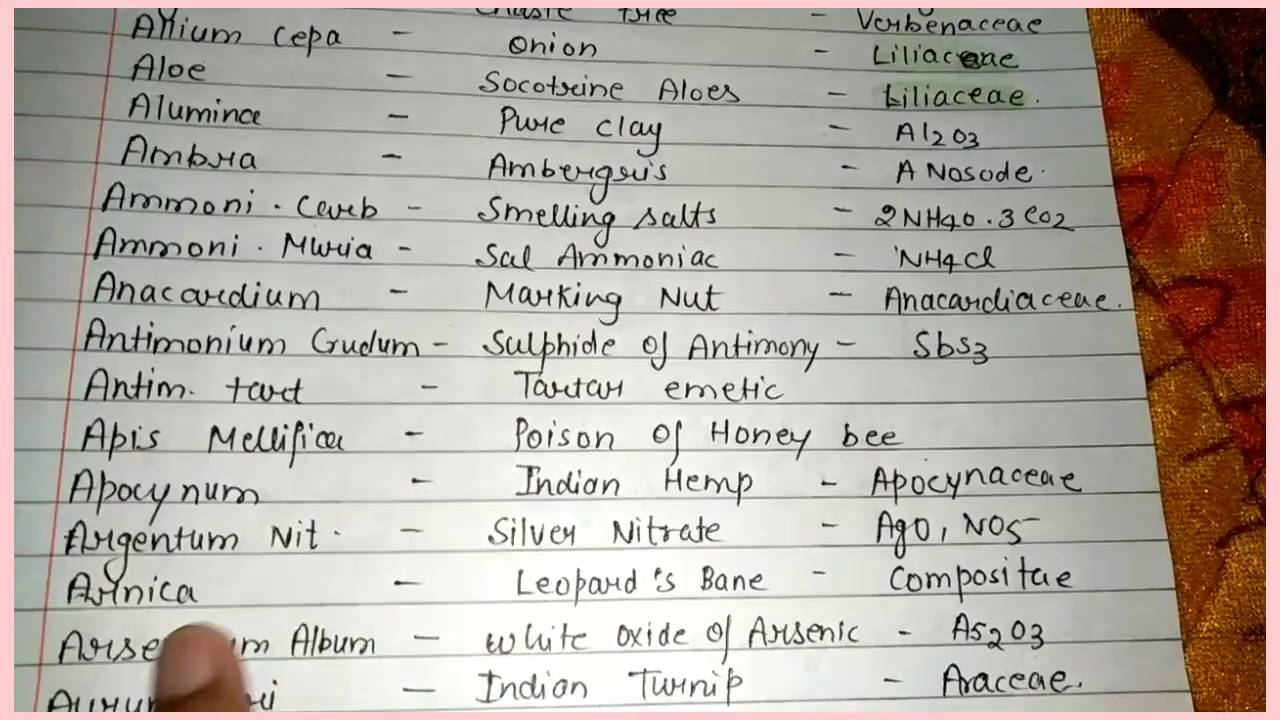 Tree - Verbenaceae
Allium Cepa - Onion - Liliaceae
Aloe - Socotrine Aloes - Liliaceae.
Alumina - Pure clay - Al2O3
Ambra - Ambergris - A Nosode.
Ammoni. Carb - Smelling salts - 2NH4O.3CO2
Ammoni. Muria - Sal Ammoniac - NH4Cl
Anacardium - Marking Nut - Anacardiaceae.
Antimonium Crudum - Sulphide of Antimony - SbS3
Antim. tart - Tartar emetic
Apis Mellifica - Poison of Honey bee
Apocynum - Indian Hemp - Apocynaceae
Argentum Nit. - Silver Nitrate - AgO, NO5
Arnica - Leopard's Bane - Compositae
Album - White oxide of Arsenic - As2O3
- Indian Turnip - Araceae.